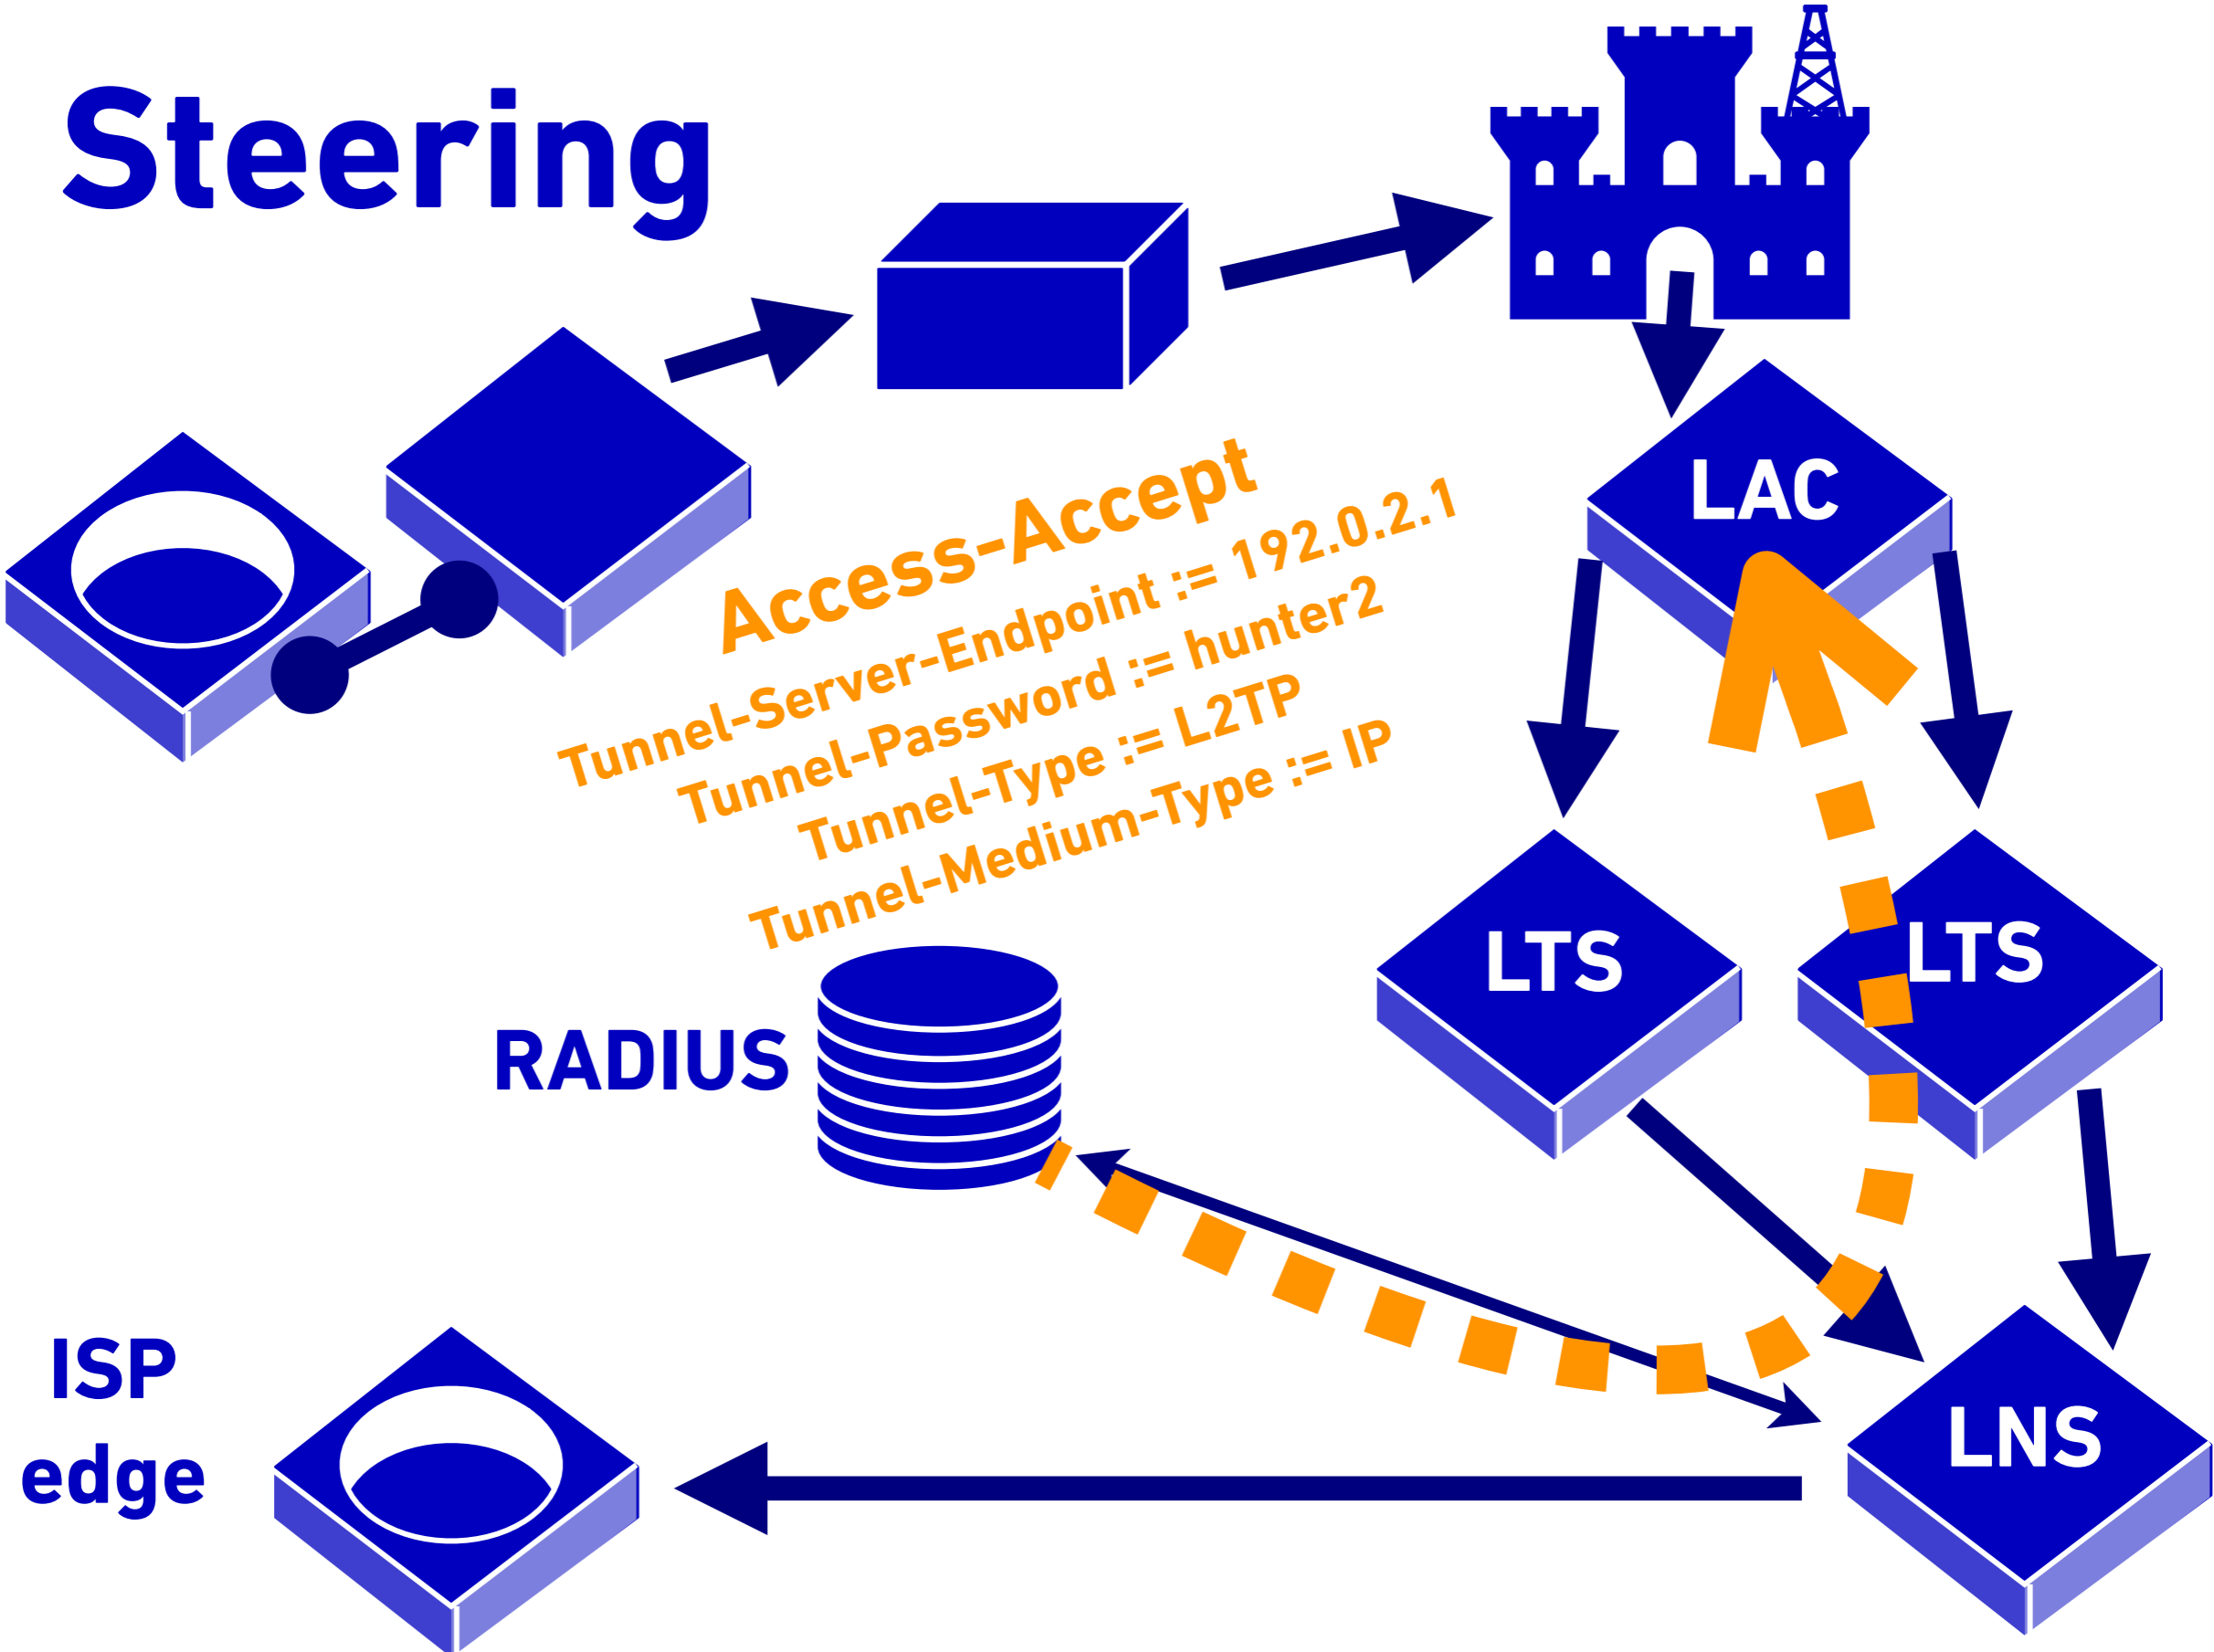 Steering
LAC
Access-Accept
Tunnel-Server-Endpoint := 192.0.2.1
Tunnel-Password := hunter2
Tunnel-Type := L2TP
Tunnel-Medium-Type := IP
LTS
LTS
RADIUS
ISP
edge
LNS